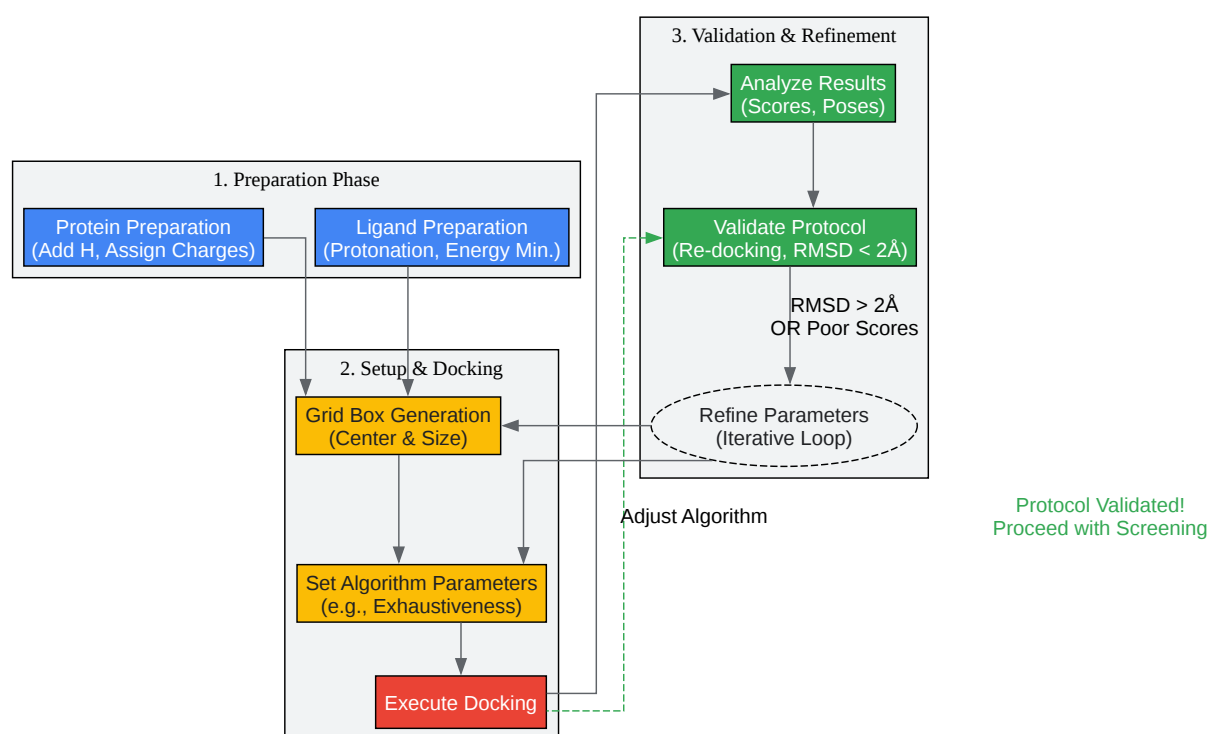 1. Preparation Phase
Protein Preparation
(Add H, Assign Charges)
Ligand Preparation
(Protonation, Energy Min.)
2. Setup & Docking
Grid Box Generation
(Center & Size)
Set Algorithm Parameters
(e.g., Exhaustiveness)
Execute Docking
3. Validation & Refinement
Analyze Results
(Scores, Poses)
Validate Protocol
(Re-docking, RMSD < 2Å)
RMSD > 2Å
OR Poor Scores
Refine Parameters
(Iterative Loop)
Adjust Algorithm
Protocol Validated!
Proceed with Screening